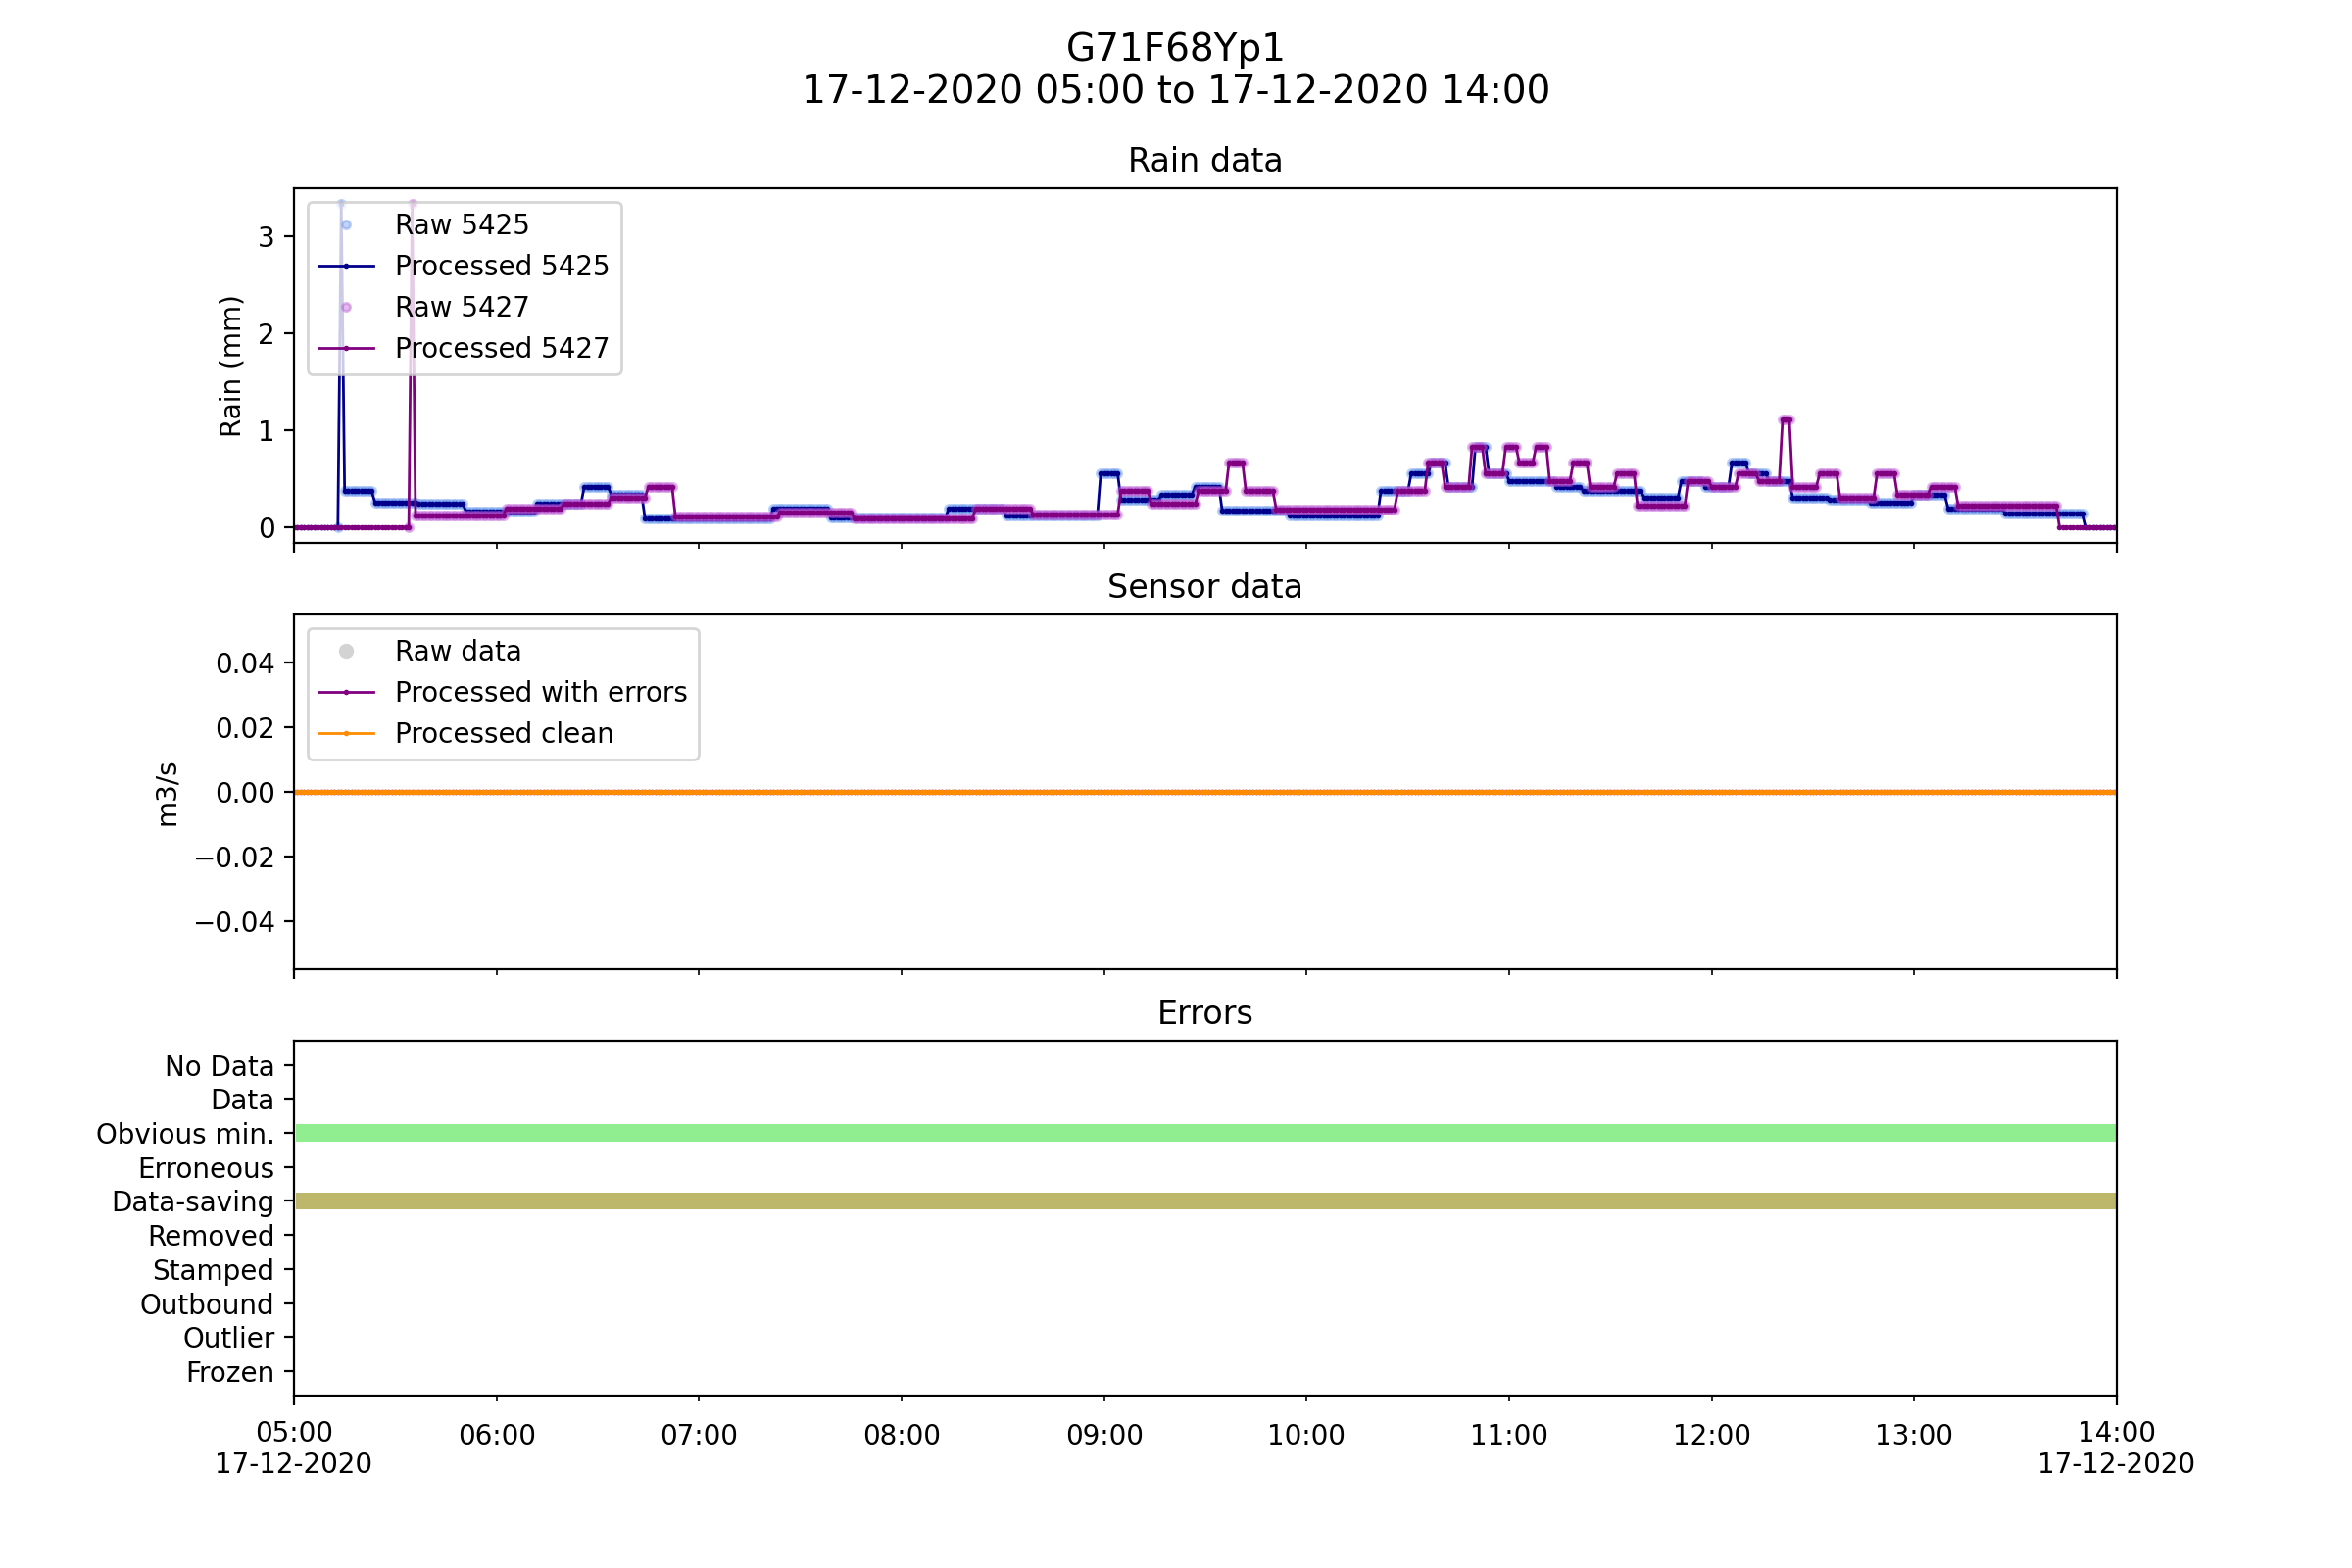 G71F68Yp1
17-12-2020 05:00 to 17-12-2020 14:00
Rain data
Rain (mm)
3
2
1
0
Raw 5425
Processed 5425
Raw 5427
Processed 5427
Sensor data
m3/s
0.04
0.02
0.00
−0.02
−0.04
Raw data
Processed with errors
Processed clean
Errors
No Data
Data
Obvious min.
Erroneous
Data-saving
Removed
Stamped
Outbound
Outlier
Frozen
05:00 06:00 07:00 08:00 09:00 10:00 11:00 12:00 13:00 14:00
17-12-2020 17-12-2020